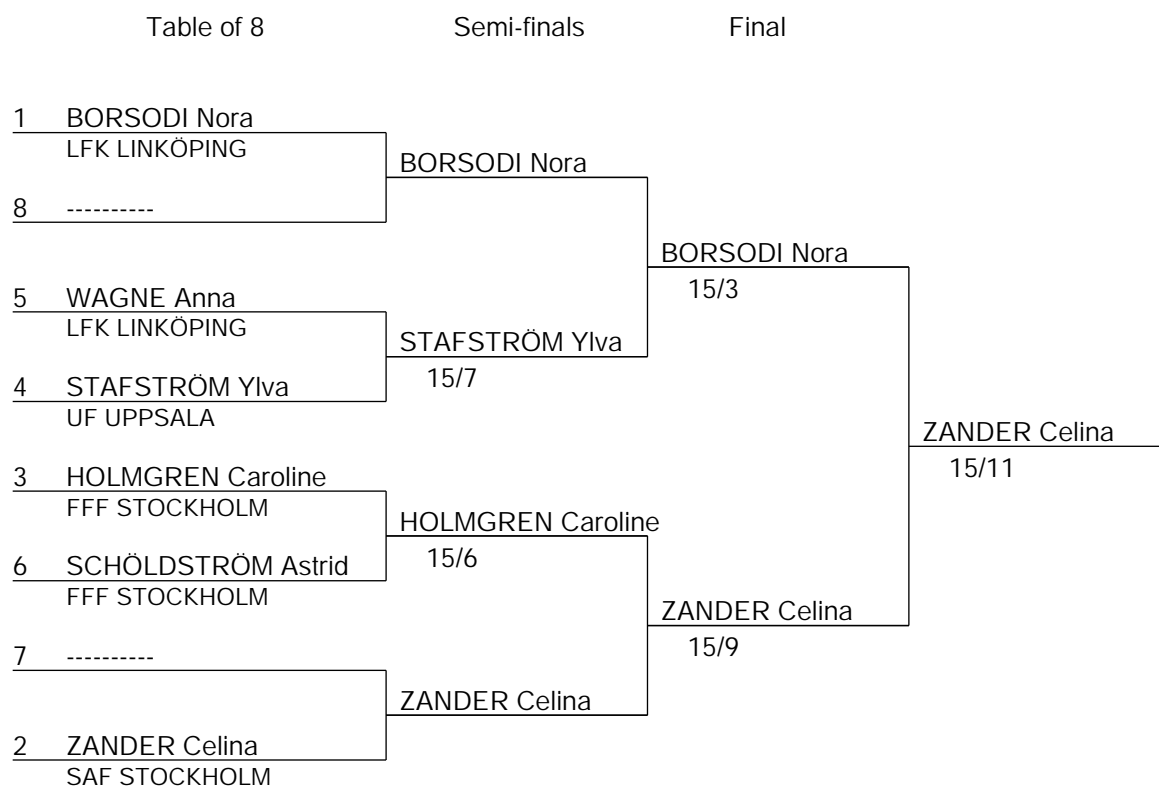 Table of 8 Semi-finals Final
1 BORSODI Nora
LFK LINKÖPING
BORSODI Nora
8 ----------
BORSODI Nora
15/3
5 WAGNE Anna
LFK LINKÖPING
STAFSTRÖM Ylva
15/7
4 STAFSTRÖM Ylva
UF UPPSALA
ZANDER Celina
15/11
3 HOLMGREN Caroline
FFF STOCKHOLM
HOLMGREN Caroline
15/6
6 SCHÖLDSTRÖM Astrid
FFF STOCKHOLM
ZANDER Celina
15/9
7 ----------
ZANDER Celina
2 ZANDER Celina
SAF STOCKHOLM